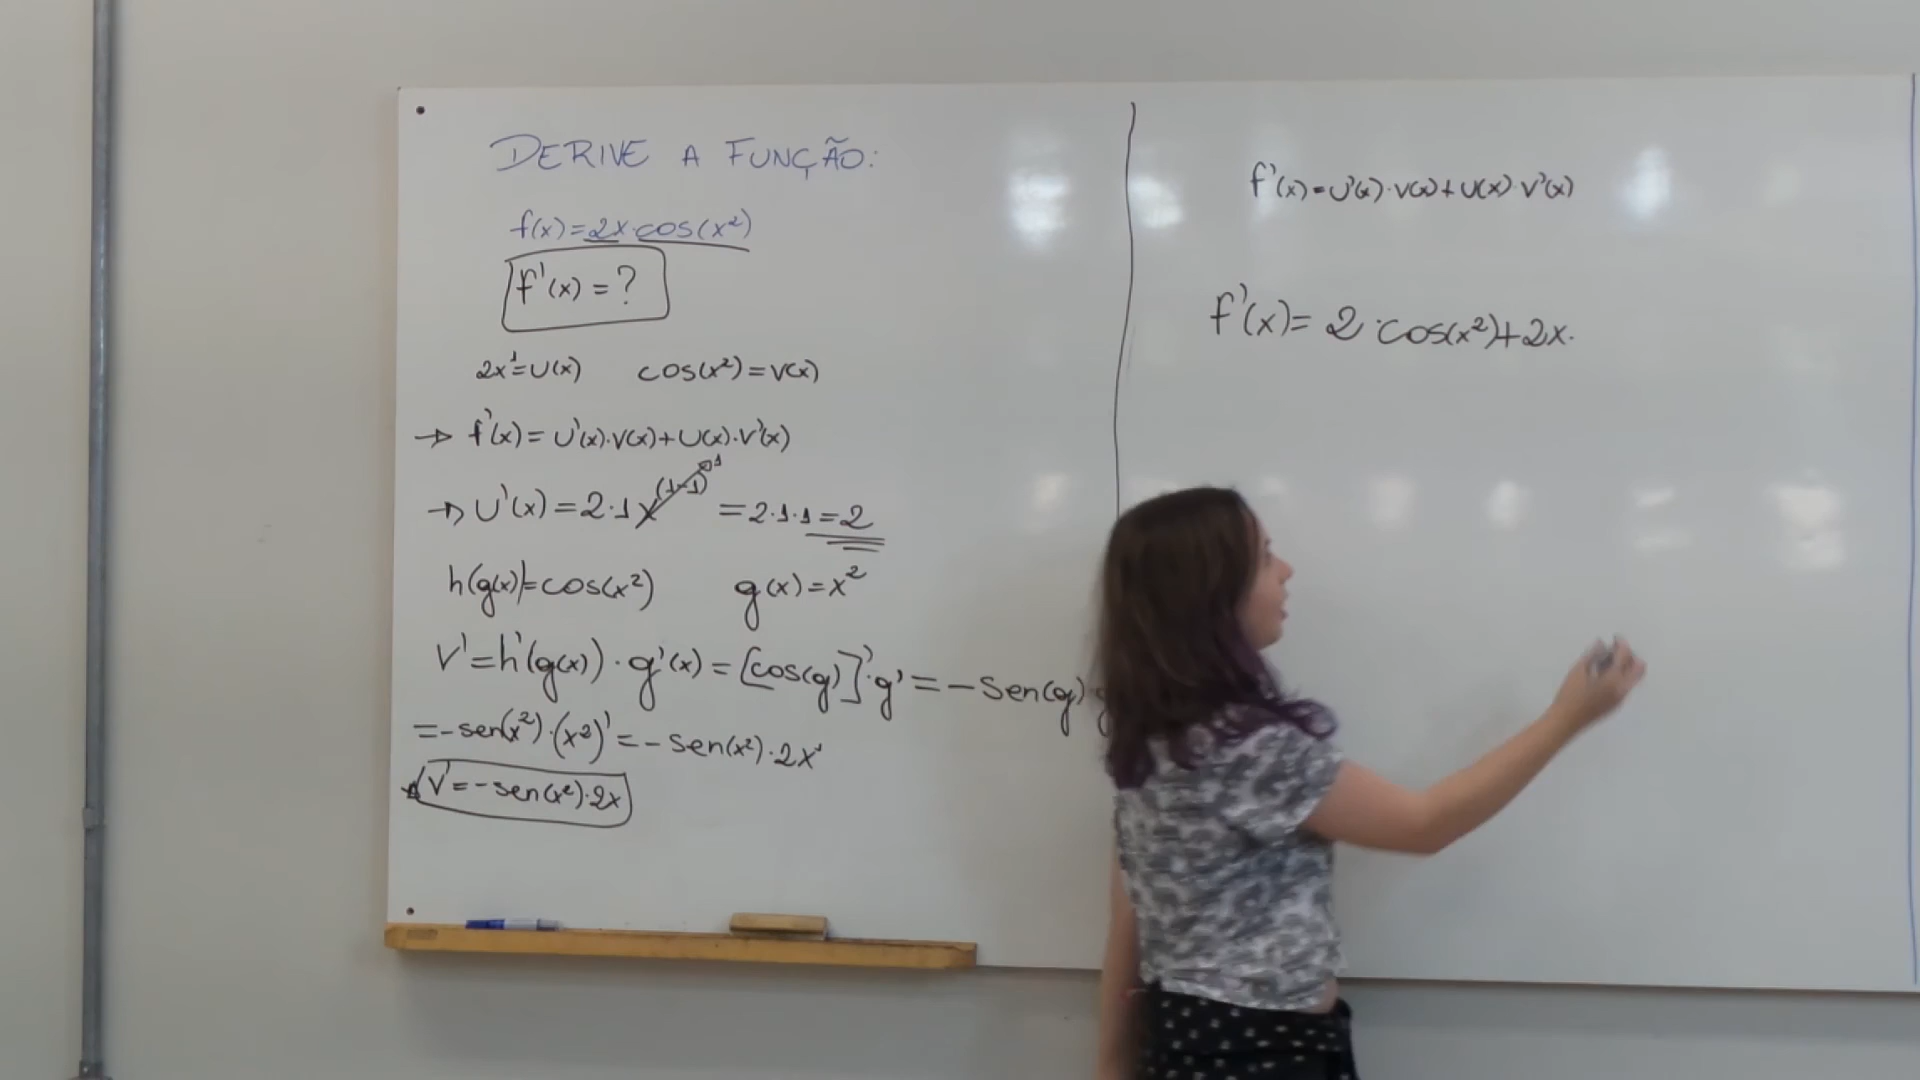 DERIVE A FUNÇÃO:
f(x)=2x·cos(x²)
f'(x) = ?
2x¹=U(x) cos(x²)=V(x)
→ f'(x)= U'(x)·V(x)+U(x)·V'(x)
→ U'(x)=2·1x⁽¹⁻¹⁾ ¹ =2·1·1=2
h(g(x))=cos(x²) g(x)=x²
V'=h'(g(x))·g'(x)=[cos(g)]'·g'=-sen(g)·g
=-sen(x²)·(x²)'=-sen(x²)·2x¹
V'=-sen(x²)·2x
f'(x)=U'(x)·V(x)+U(x)·V'(x)
f'(x)= 2·cos(x²)+2x·